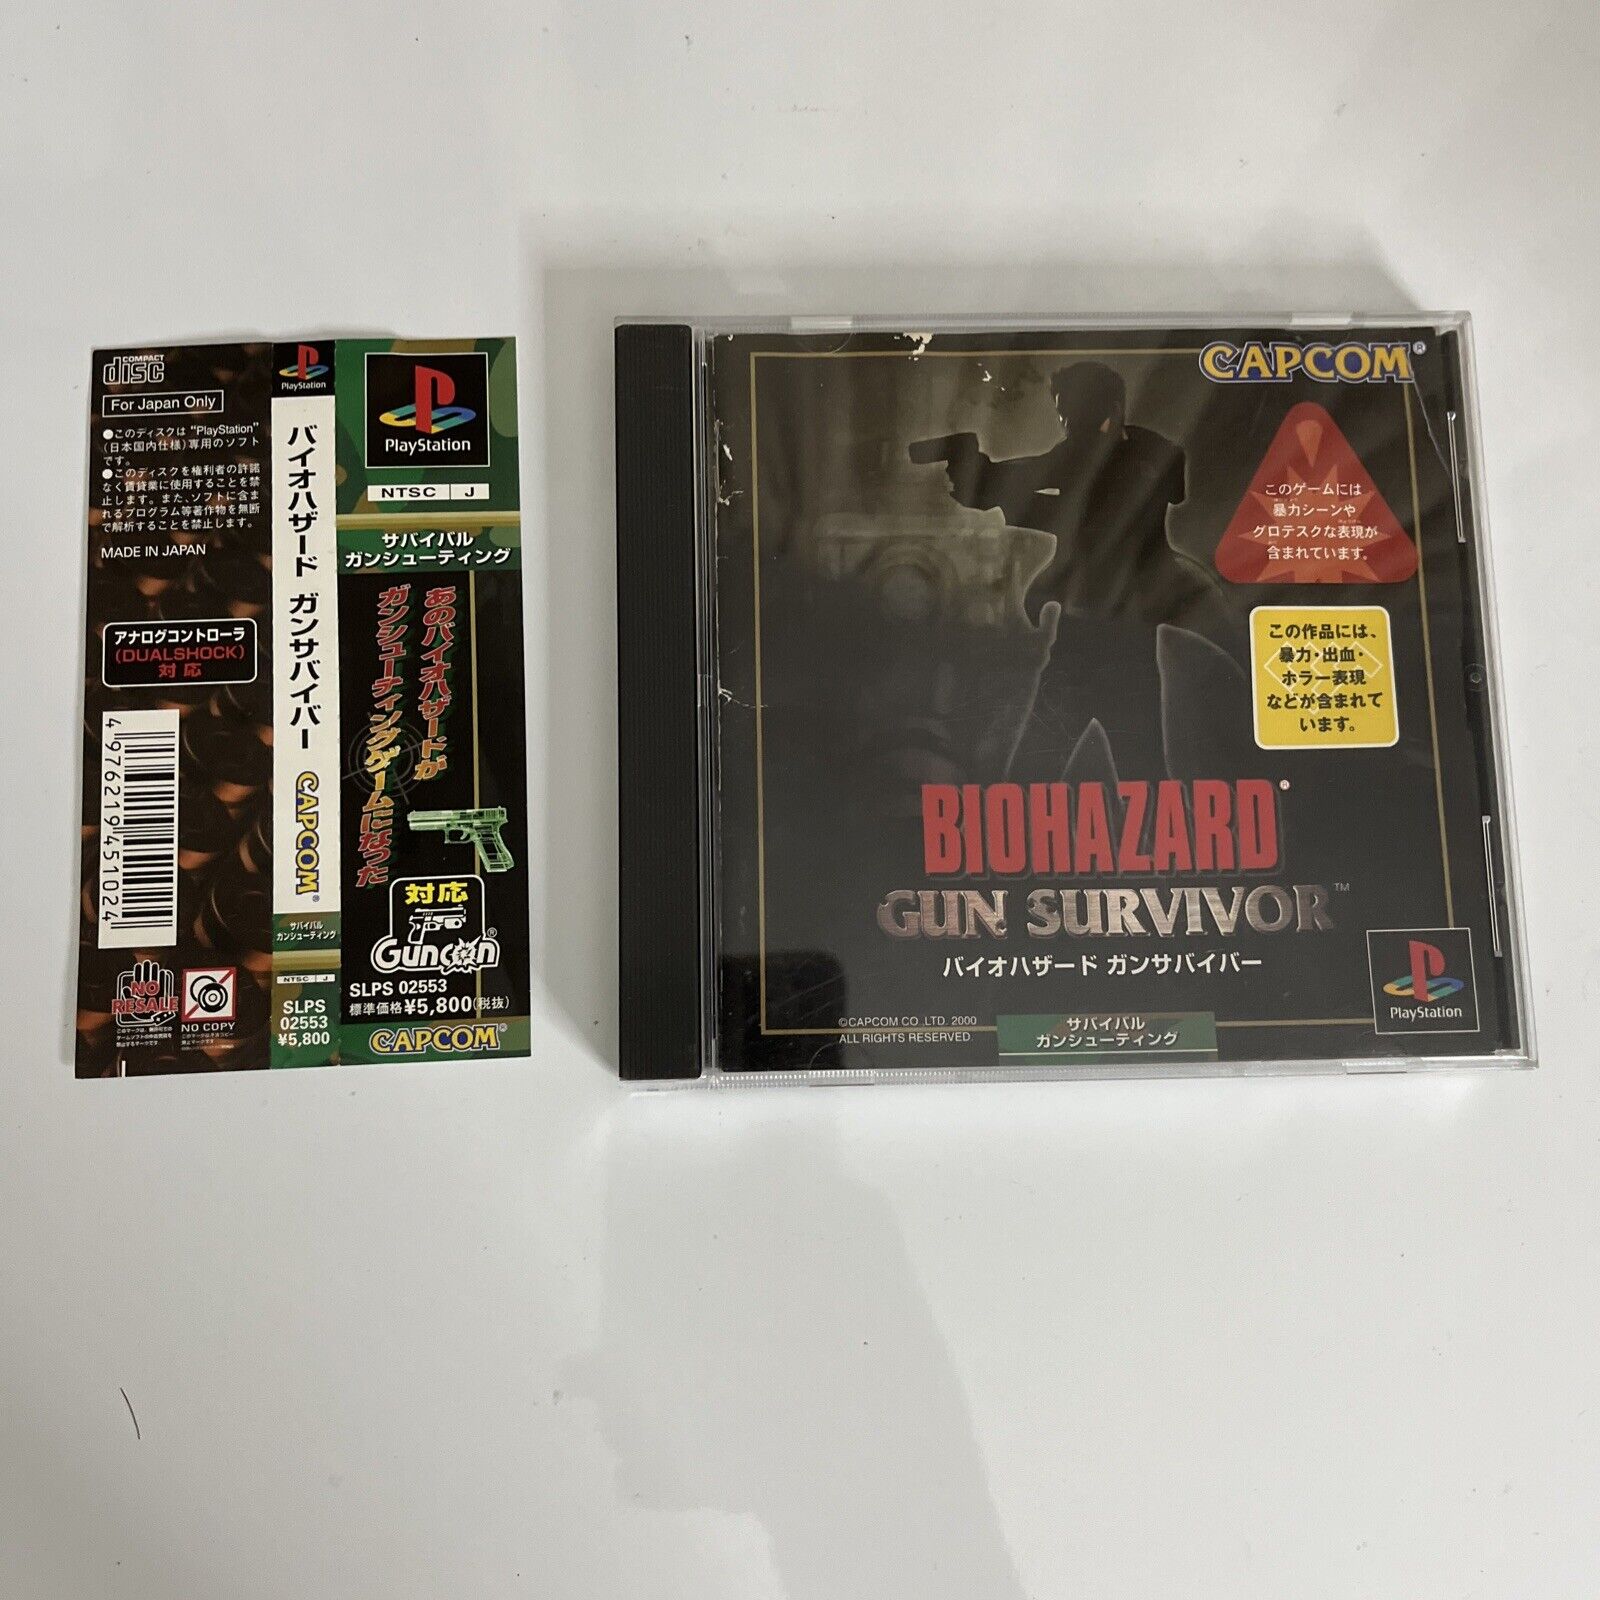 COMPACT
disc
For Japan Only
●このディスクは“PlayStation”
(日本国内仕様)専用のソフト
です。
●このディスクを権利者の許諾
なく賃貸業に使用することを禁
止します。また、ソフトに含ま
れるプログラム等著作物を無断
で解析することを禁止します。
MADE IN JAPAN
アナログコントローラ
(DUALSHOCK)
対応
4976219451024
NO
RESALE
NO COPY
PlayStation
バイオハザード ガンサバイバー
CAPCOM®
サバイバル
ガンシューティング
NTSC J
SLPS
02553
¥5,800
PlayStation
NTSC J
サバイバル
ガンシューティング
あのバイオハザードが
ガンシューティングゲームになった
対応
Guncon®
SLPS 02553
標準価格¥5,800(税抜)
CAPCOM®
CAPCOM®
このゲームには
暴力シーンや
グロテスクな表現が
含まれています。
この作品には、
暴力・出血・
ホラー表現
などが含まれて
います。
BIOHAZARD®
GUN SURVIVOR™
バイオハザード ガンサバイバー
©CAPCOM CO.,LTD. 2000
ALL RIGHTS RESERVED.
サバイバル
ガンシューティング
PlayStation